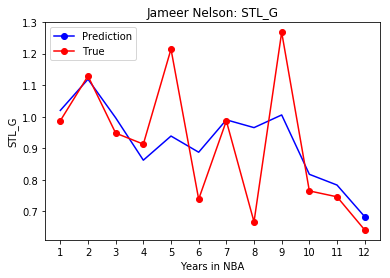 Jameer Nelson: STL_G
Prediction
True
STL_G
1.3
1.2
1.1
1.0
0.9
0.8
0.7
1 2 3 4 5 6 7 8 9 10 11 12
Years in NBA